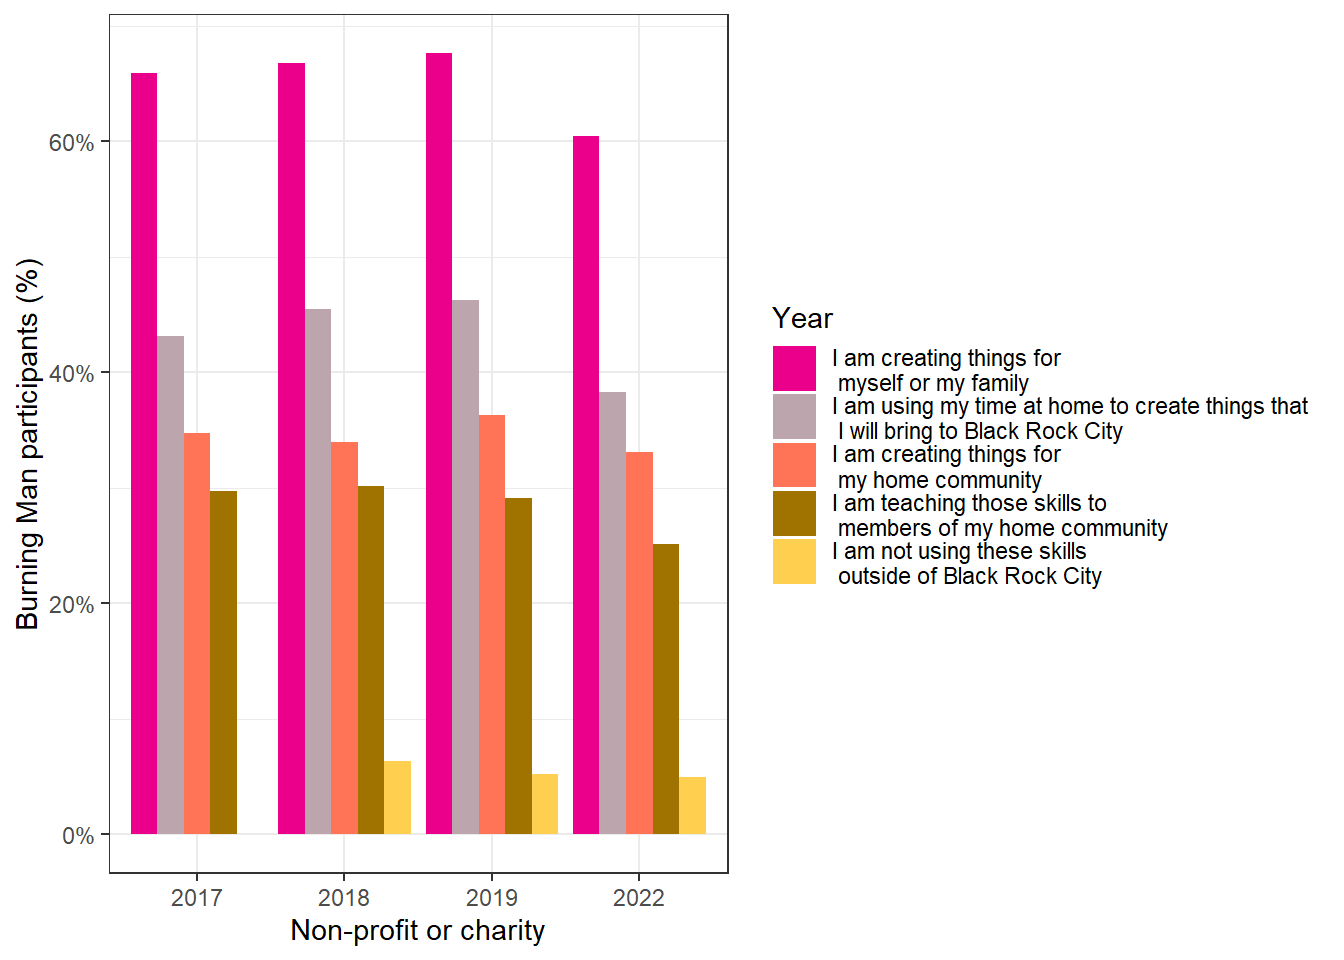 60%
40%
20%
0%
Burning Man participants (%)
2017 2018 2019 2022
Non-profit or charity
Year
I am creating things for
myself or my family
I am using my time at home to create things that
I will bring to Black Rock City
I am creating things for
my home community
I am teaching those skills to
members of my home community
I am not using these skills
outside of Black Rock City